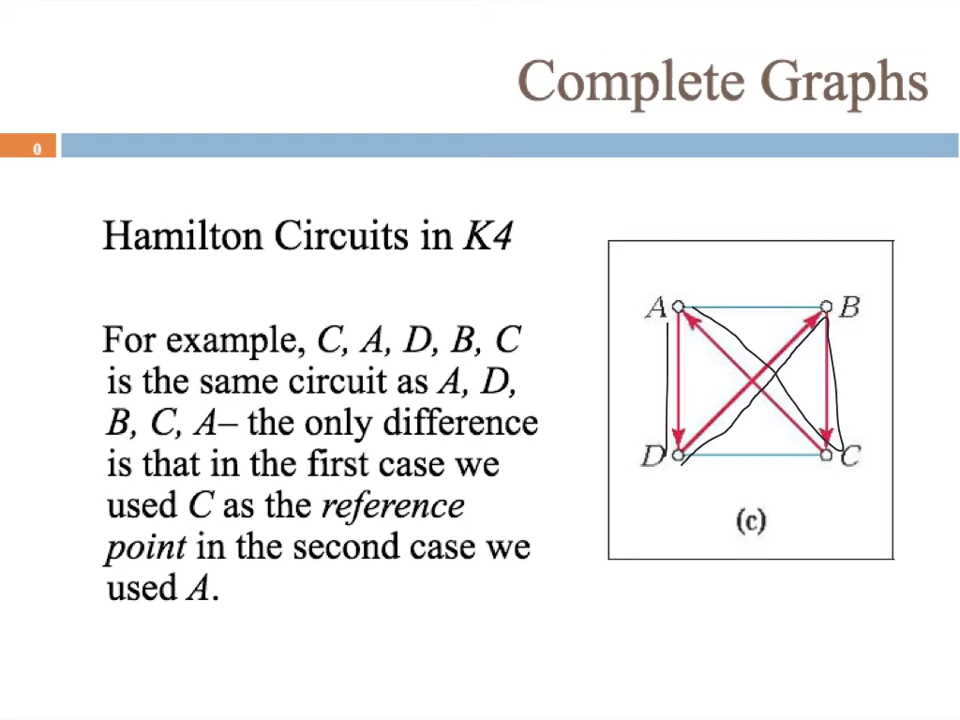 Complete Graphs
0
Hamilton Circuits in K4
For example, C, A, D, B, C
is the same circuit as A, D,
B, C, A– the only difference
is that in the first case we
used C as the reference
point in the second case we
used A.
A B
D C
(c)